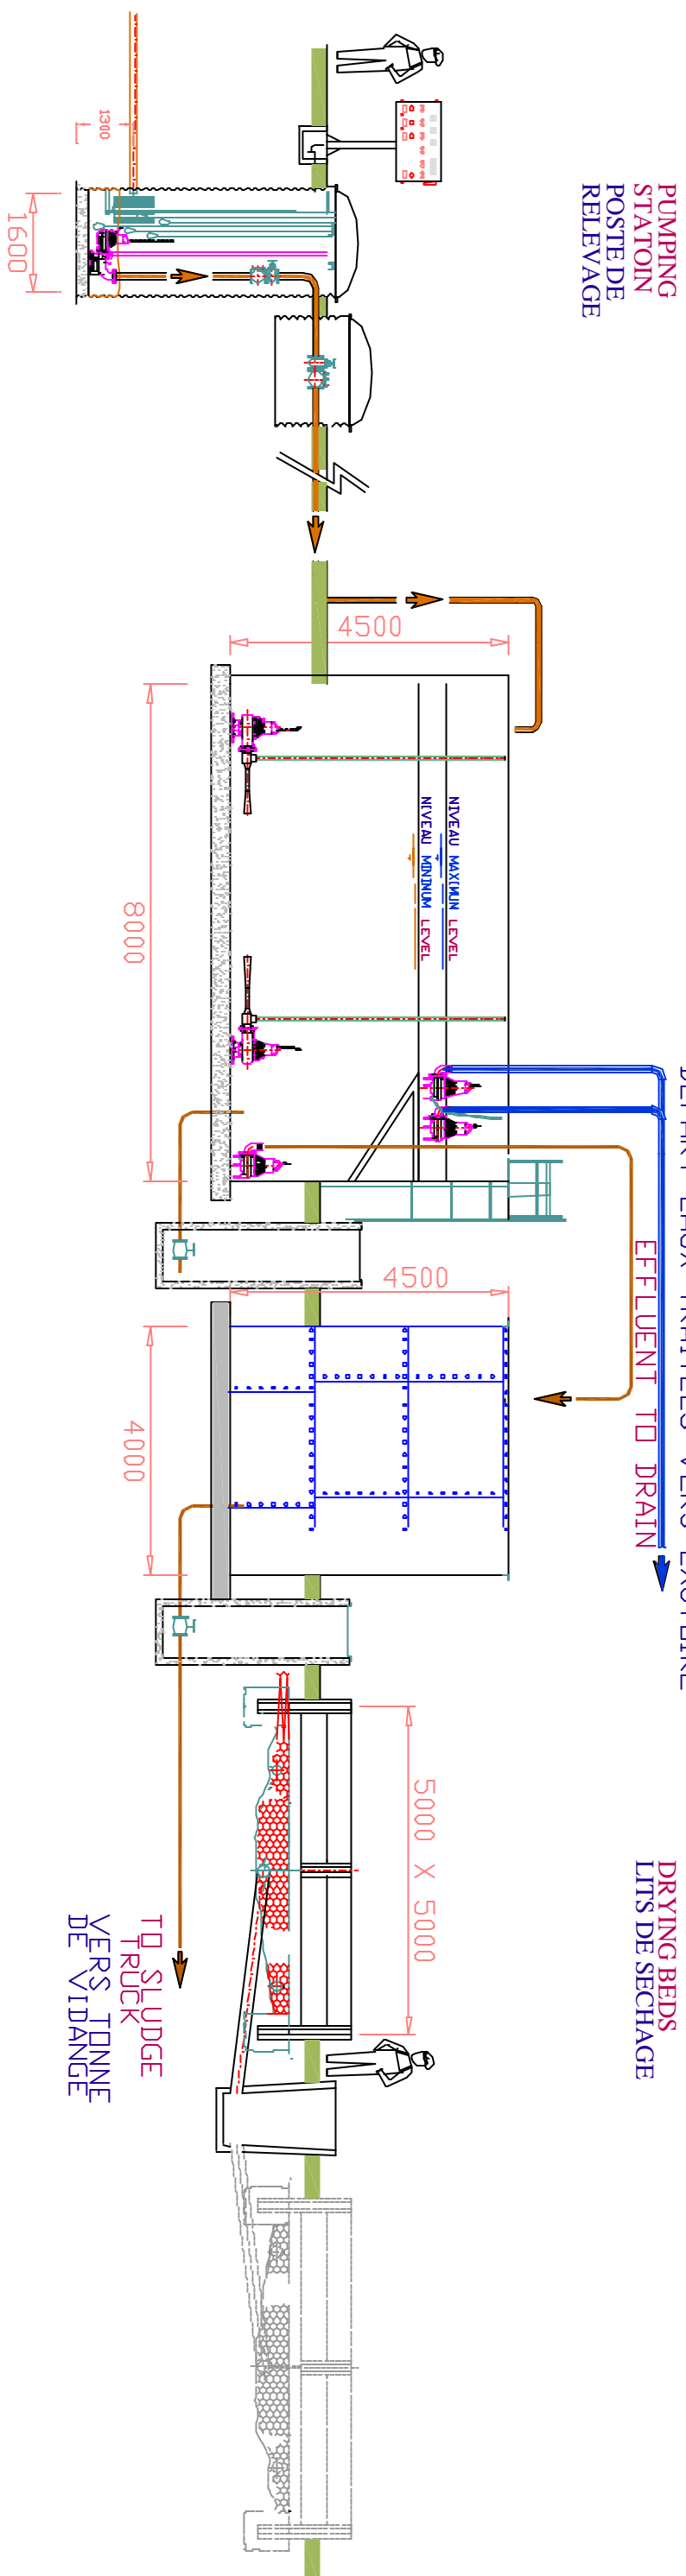 PUMPING
STATOIN
POSTE DE
RELEVAGE
1300
1600
4500
8000
NIVEAU MAXIMUN LEVEL
NIVEAU MINIMUM LEVEL
EFFLUENT TO DRAIN
4500
4000
5000 X 5000
DRYING BEDS
LITS DE SECHAGE
TO SLUDGE
TRUCK
VERS TONNE
DE VIDANGE